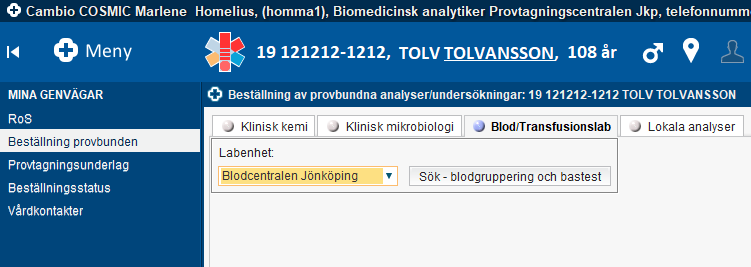 Cambio COSMIC Marlene Homelius, (homma1), Biomedicinsk analytiker Provtagningscentralen Jkp, telefonnumm
Meny
19 121212-1212, TOLV TOLVANSSON, 108 år
MINA GENVÄGAR
RoS
Beställning provbunden
Provtagningsunderlag
Beställningsstatus
Vårdkontakter
Beställning av provbundna analyser/undersökningar: 19 121212-1212 TOLV TOLVANSSON
Klinisk kemi Klinisk mikrobiologi Blod/Transfusionslab Lokala analyser
Labenhet:
Blodcentralen Jönköping Sök - blodgruppering och bastest